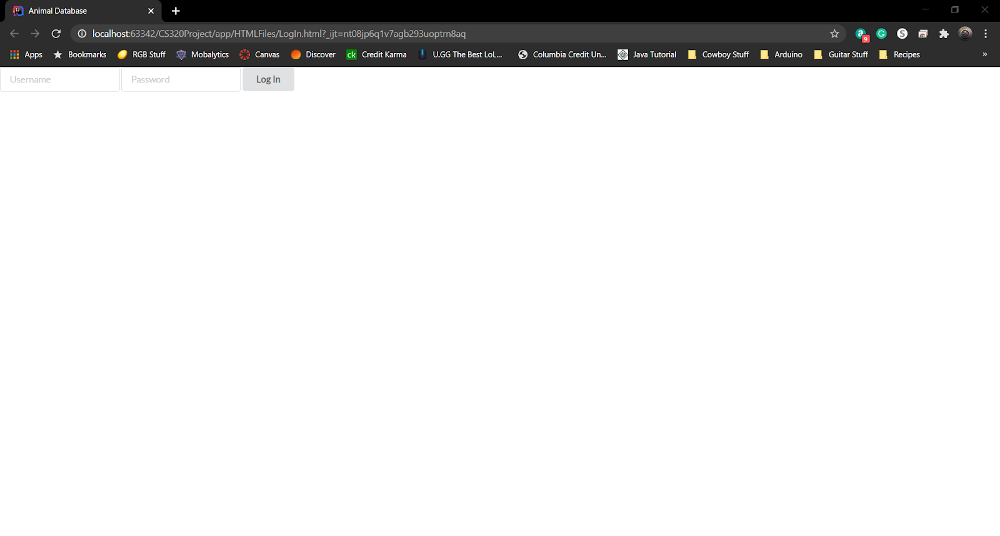 Animal Database
localhost:63342/CS320Project/app/HTMLFiles/LogIn.html?_ijt=nt08jp6q1v7agb293uoptrn8aq
a 9 G S
Apps Bookmarks RGB Stuff Mobalytics Canvas Discover ck Credit Karma U.GG The Best LoL... Columbia Credit Un... Java Tutorial Cowboy Stuff Arduino Guitar Stuff Recipes »
Username Password Log In